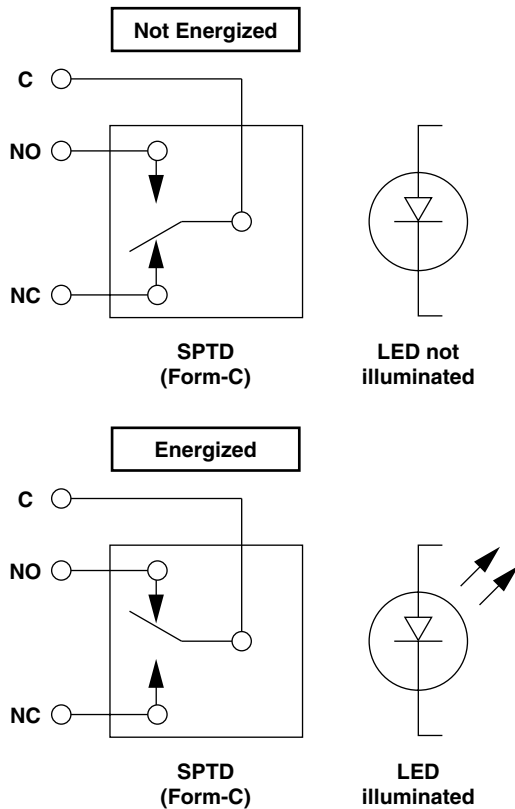 Not Energized
C
NO
NC
SPTD
(Form-C)
LED not
illuminated
Energized
C
NO
NC
SPTD
(Form-C)
LED
illuminated